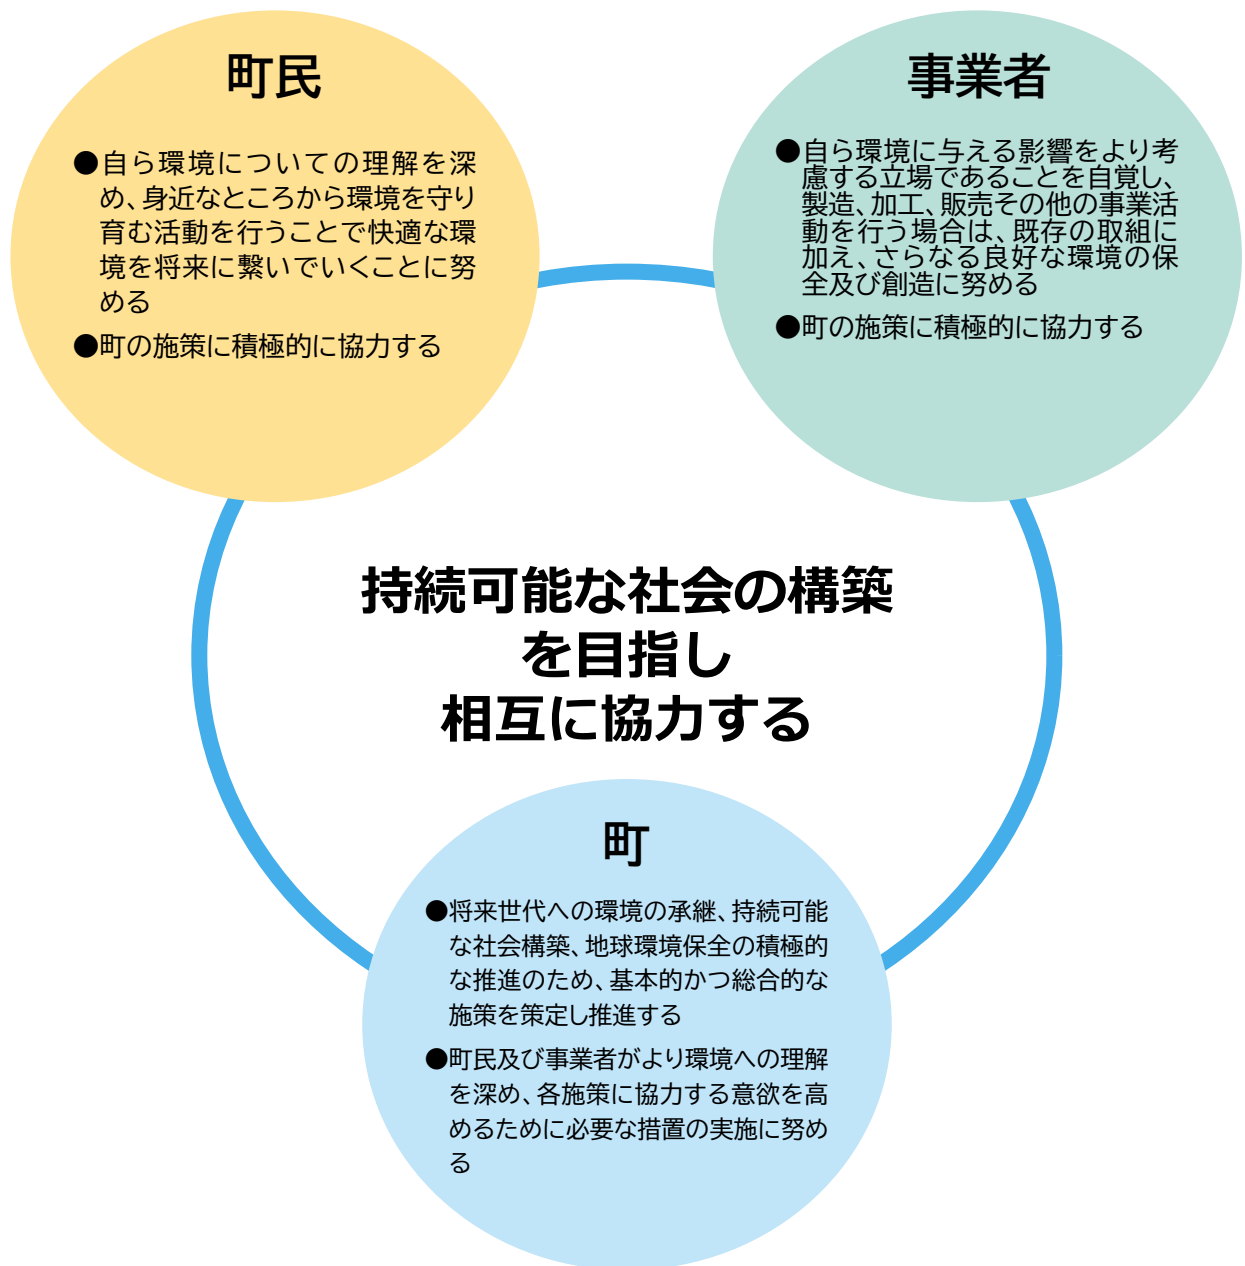 町民
●自ら環境についての理解を深
め、身近なところから環境を守り
育む活動を行うことで快適な環
境を将来に繋いでいくことに努
める
●町の施策に積極的に協力する
事業者
●自ら環境に与える影響をより考
慮する立場であることを自覚し、
製造、加工、販売その他の事業活
動を行う場合は、既存の取組に
加え、さらなる良好な環境の保
全及び創造に努める
●町の施策に積極的に協力する
持続可能な社会の構築
を目指し
相互に協力する
町
●将来世代への環境の承継、持続可能
な社会構築、地球環境保全の積極的
な推進のため、基本的かつ総合的な
施策を策定し推進する
●町民及び事業者がより環境への理解
を深め、各施策に協力する意欲を高
めるために必要な措置の実施に努め
る